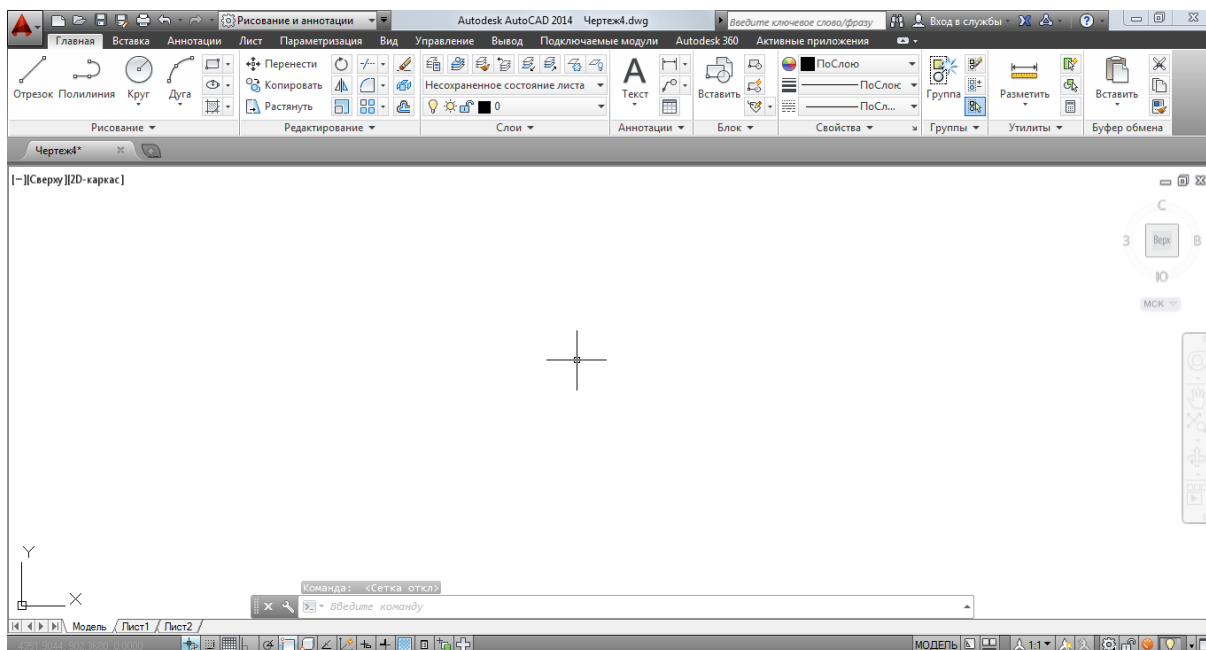 Рисование и аннотации Autodesk AutoCAD 2014 Чертеж4.dwg Введите ключевое слово/фразу Вход в службы
Главная Вставка Аннотации Лист Параметризация Вид Управление Вывод Подключаемые модули Autodesk 360 Активные приложения
Перенести ПоСлою
Копировать Несохраненное состояние листа ПоСлою
Отрезок Полилиния Круг Дуга Текст Вставить Группа Разметить Вставить
Растянуть 0 ПоСл...
Рисование Редактирование Слои Аннотации Блок Свойства Группы Утилиты Буфер обмена
Чертеж4*
[−][Сверху][2D-каркас]
С
З Верх В
Ю
МСК
Y
X
Команда: <Сетка откл>
Введите команду
Модель Лист1 Лист2
МОДЕЛЬ 1:1